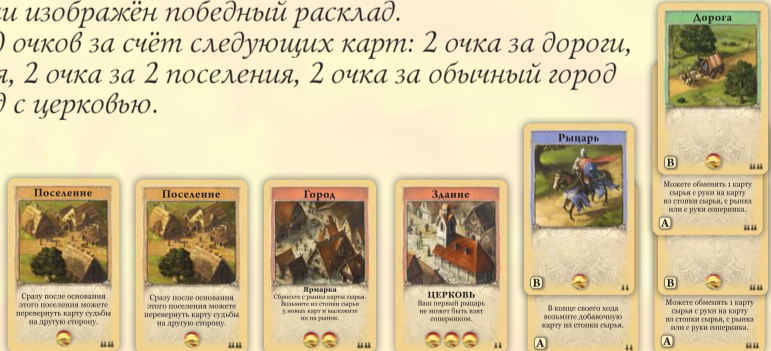 и изображён победный расклад.
очков за счёт следующих карт: 2 очка за дороги,
2 очка за 2 поселения, 2 очка за обычный город
с церковью.
Поселение
Сразу после основания
этого поселения можете
перевернуть карту судьбы
на другую сторону.
Поселение
Сразу после основания
этого поселения можете
перевернуть карту судьбы
на другую сторону.
Город
Ярмарка
Сбросьте с рынка карты сырья.
Возьмите из стопки сырья
5 новых карт и выложите
их на рынок.
Здание
ЦЕРКОВЬ
Ваш первый рыцарь
не может быть взят
соперником.
Рыцарь
B
В конце своего хода
возьмите добавочную
карту из стопки сырья.
A
Дорога
B
Можете обменять 1 карту
сырья с руки на карту
из стопки сырья, с рынка
или с руки соперника.
A
B
Можете обменять 1 карту
сырья с руки на карту
из стопки сырья, с рынка
или с руки соперника.
A